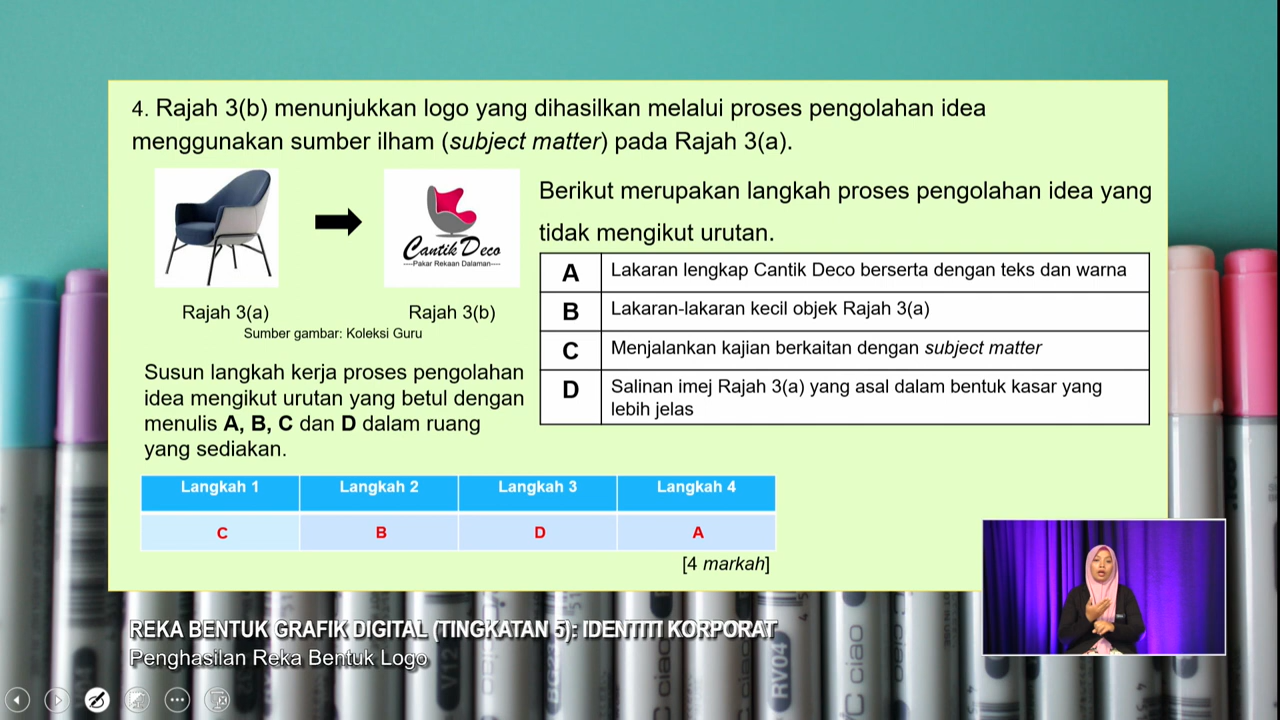 4. Rajah 3(b) menunjukkan logo yang dihasilkan melalui proses pengolahan idea
menggunakan sumber ilham (subject matter) pada Rajah 3(a).
Cantik Deco
Pakar Rekaan Dalaman
Rajah 3(a)
Rajah 3(b)
Sumber gambar: Koleksi Guru
Susun langkah kerja proses pengolahan
idea mengikut urutan yang betul dengan
menulis A, B, C dan D dalam ruang
yang sediakan.
Berikut merupakan langkah proses pengolahan idea yang
tidak mengikut urutan.
A Lakaran lengkap Cantik Deco berserta dengan teks dan warna
B Lakaran-lakaran kecil objek Rajah 3(a)
C Menjalankan kajian berkaitan dengan subject matter
D Salinan imej Rajah 3(a) yang asal dalam bentuk kasar yang
lebih jelas
Langkah 1 Langkah 2 Langkah 3 Langkah 4
C B D A
[4 markah]
REKA BENTUK GRAFIK DIGITAL (TINGKATAN 5): IDENTITI KORPORAT
Penghasilan Reka Bentuk Logo
V12
RV04
ciao
ciao